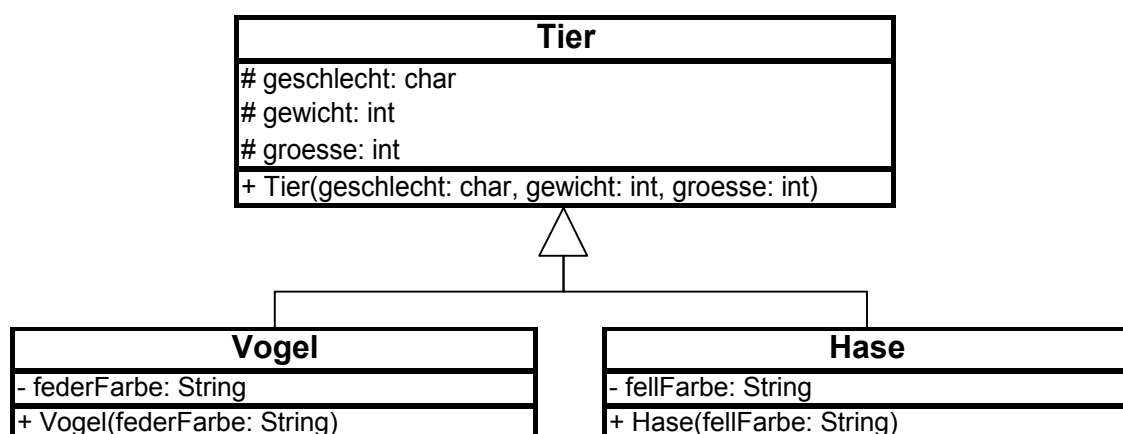 Tier
# geschlecht: char
# gewicht: int
# groesse: int
+ Tier(geschlecht: char, gewicht: int, groesse: int)
Vogel
- federFarbe: String
+ Vogel(federFarbe: String)
Hase
- fellFarbe: String
+ Hase(fellFarbe: String)